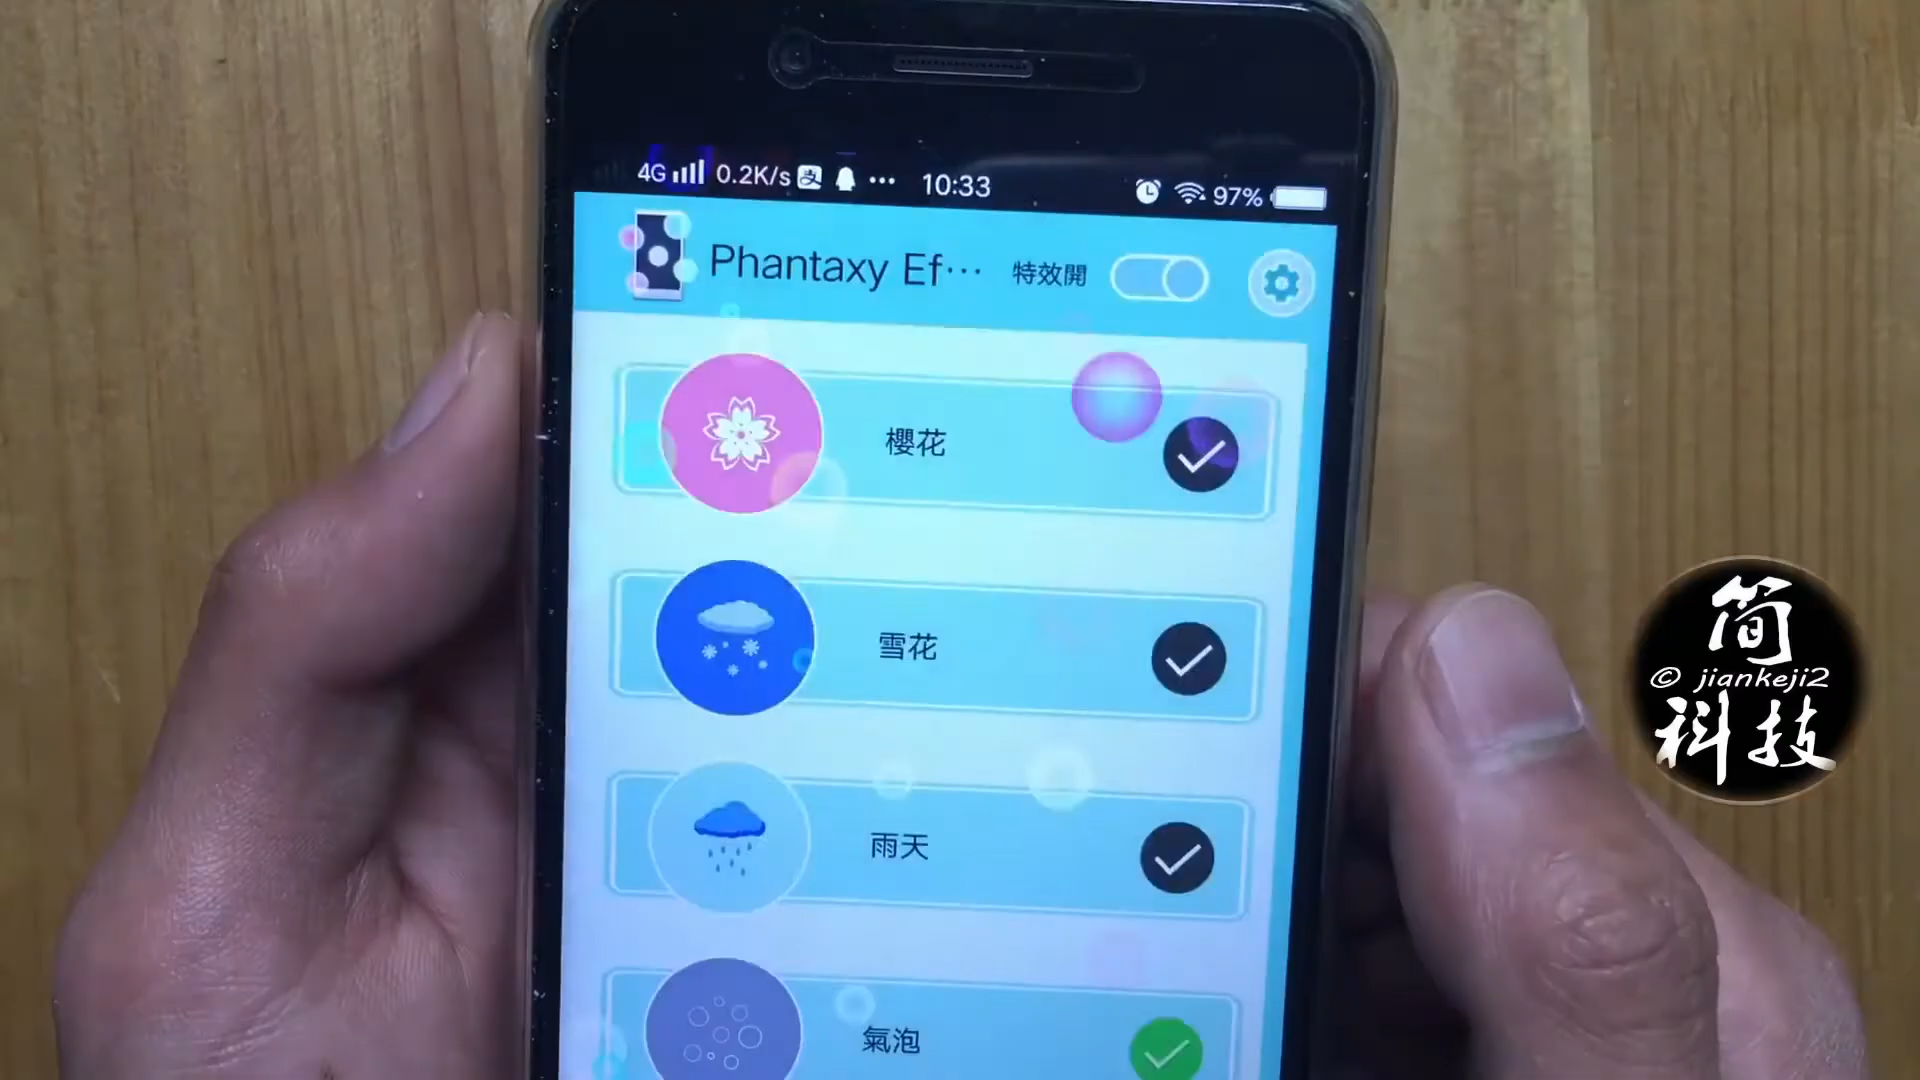 4G 0.2K/s 支 ··· 10:33 97%
Phantaxy Ef··· 特效開
櫻花
雪花
雨天
氣泡
简
© jiankeji2
科技